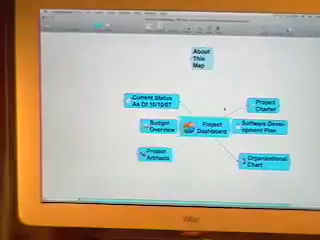 About
This
Map
Current Status
As Of 10/10/07
Project
Charter
Budget
Overview
Project
Dashboard
Software Devel-
opment Plan
Project
Artifacts
Organizational
Chart
iMac